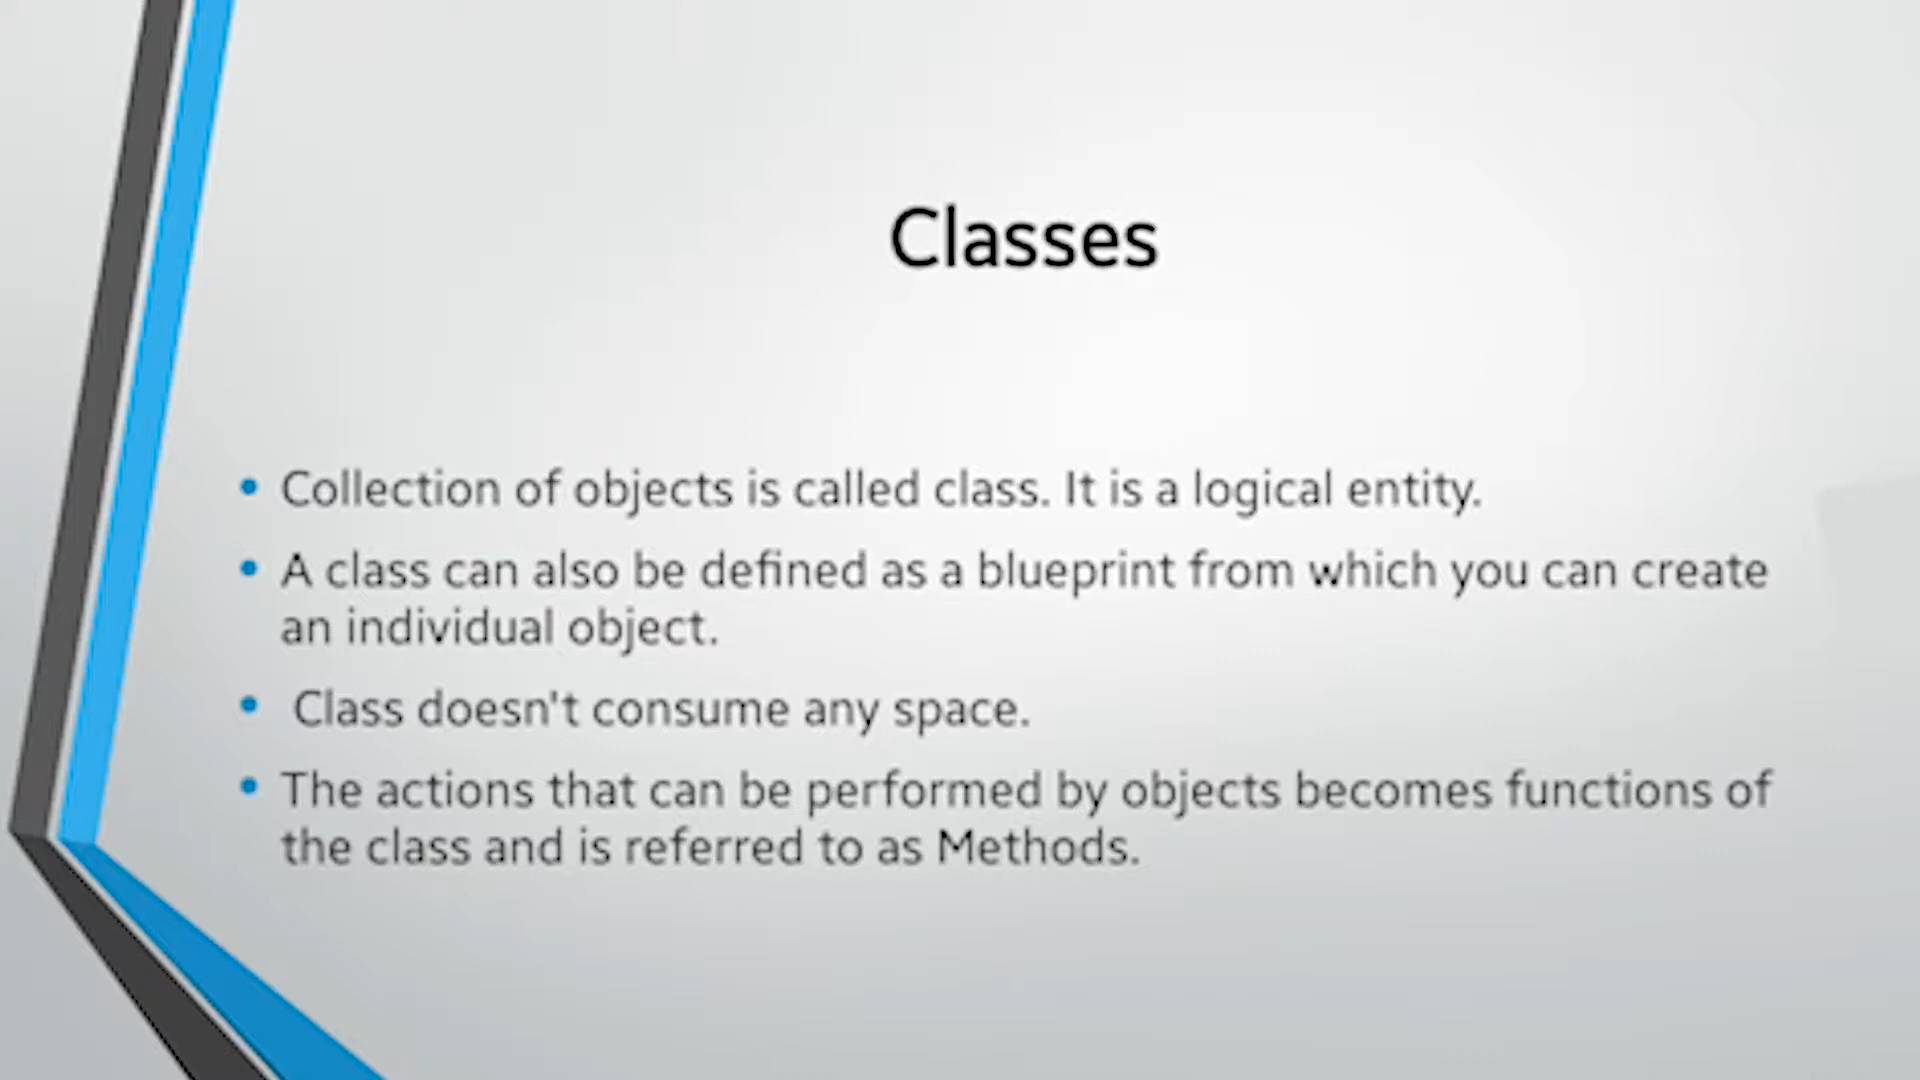 Classes
• Collection of objects is called class. It is a logical entity.
• A class can also be defined as a blueprint from which you can create
an individual object.
• Class doesn't consume any space.
• The actions that can be performed by objects becomes functions of
the class and is referred to as Methods.